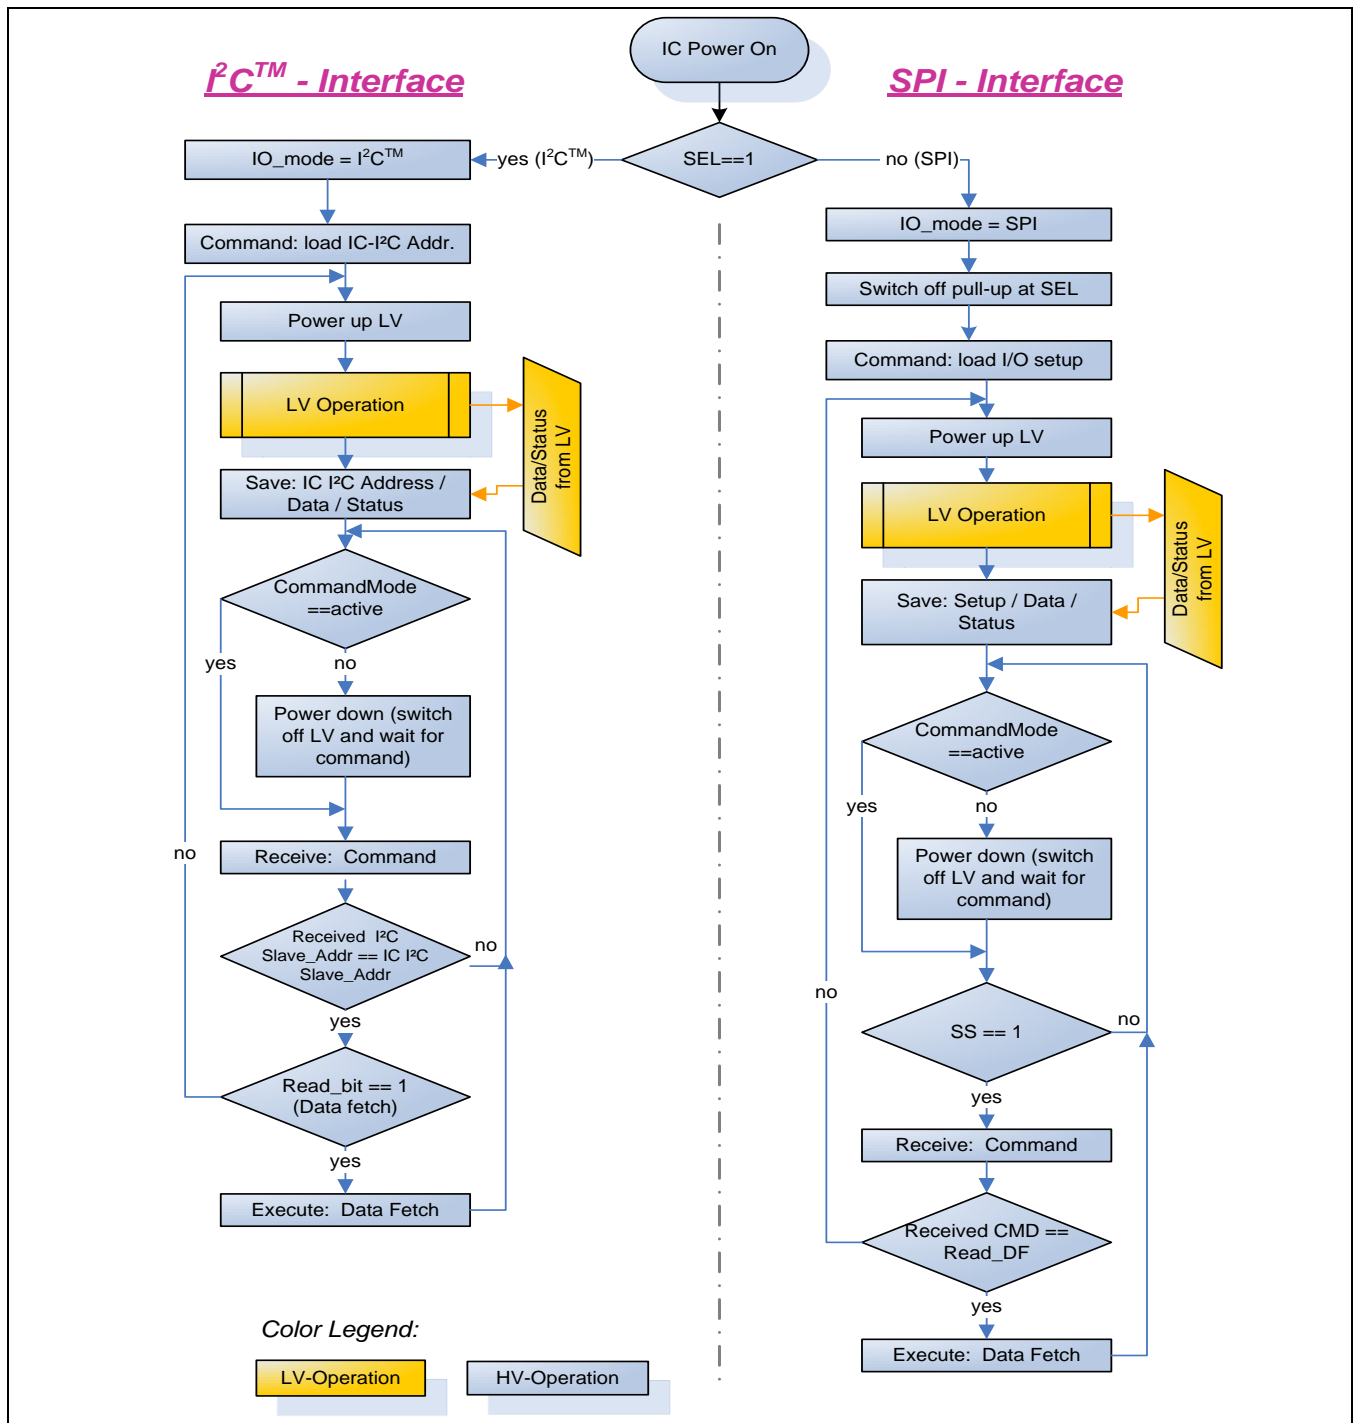 IC Power On
I²C™ - Interface
SPI - Interface
SEL==1
yes (I²C™)
no (SPI)
IO_mode = I²C™
Command: load IC-I²C Addr.
Power up LV
LV Operation
Data/Status
from LV
Save: IC I²C Address /
Data / Status
CommandMode
==active
yes
no
Power down (switch
off LV and wait for
command)
no
Receive:  Command
Received  I²C
Slave_Addr == IC I²C
Slave_Addr
no
yes
Read_bit == 1
(Data fetch)
yes
Execute:  Data Fetch
IO_mode = SPI
Switch off pull-up at SEL
Command: load I/O setup
Power up LV
LV Operation
Data/Status
from LV
Save: Setup / Data /
Status
CommandMode
==active
yes
no
Power down (switch
off LV and wait for
command)
no
SS == 1
no
yes
Receive:  Command
Received CMD ==
Read_DF
yes
Execute:  Data Fetch
Color Legend:
LV-Operation
HV-Operation